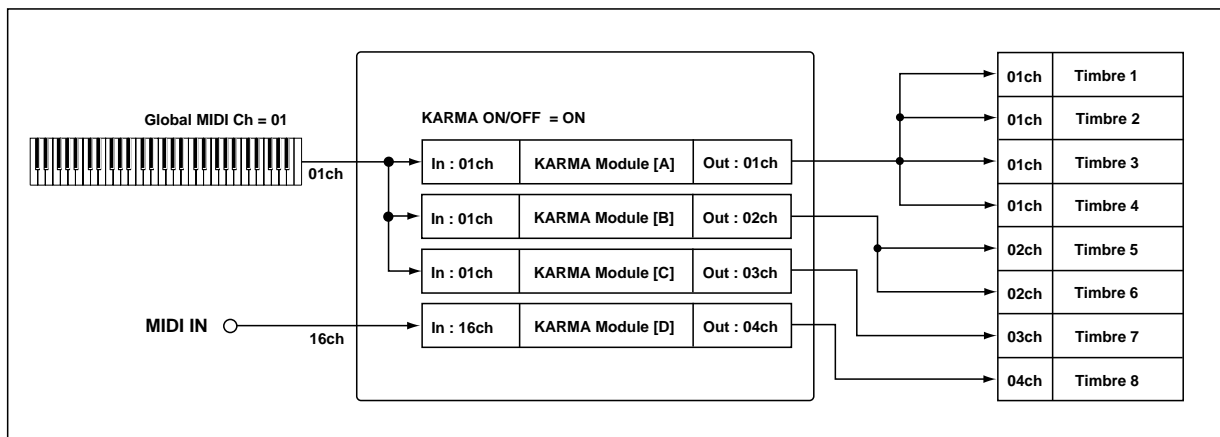 Global MIDI Ch = 01
01ch
MIDI IN
16ch
KARMA ON/OFF = ON
In : 01ch KARMA Module [A] Out : 01ch
In : 01ch KARMA Module [B] Out : 02ch
In : 01ch KARMA Module [C] Out : 03ch
In : 16ch KARMA Module [D] Out : 04ch
01ch Timbre 1
01ch Timbre 2
01ch Timbre 3
01ch Timbre 4
02ch Timbre 5
02ch Timbre 6
03ch Timbre 7
04ch Timbre 8